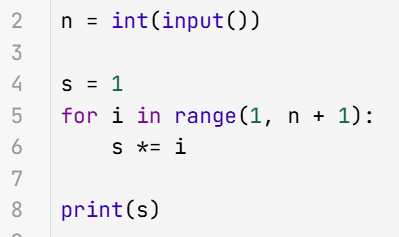 2 n = int(input())
3
4 s = 1
5 for i in range(1, n + 1):
6     s *= i
7
8 print(s)